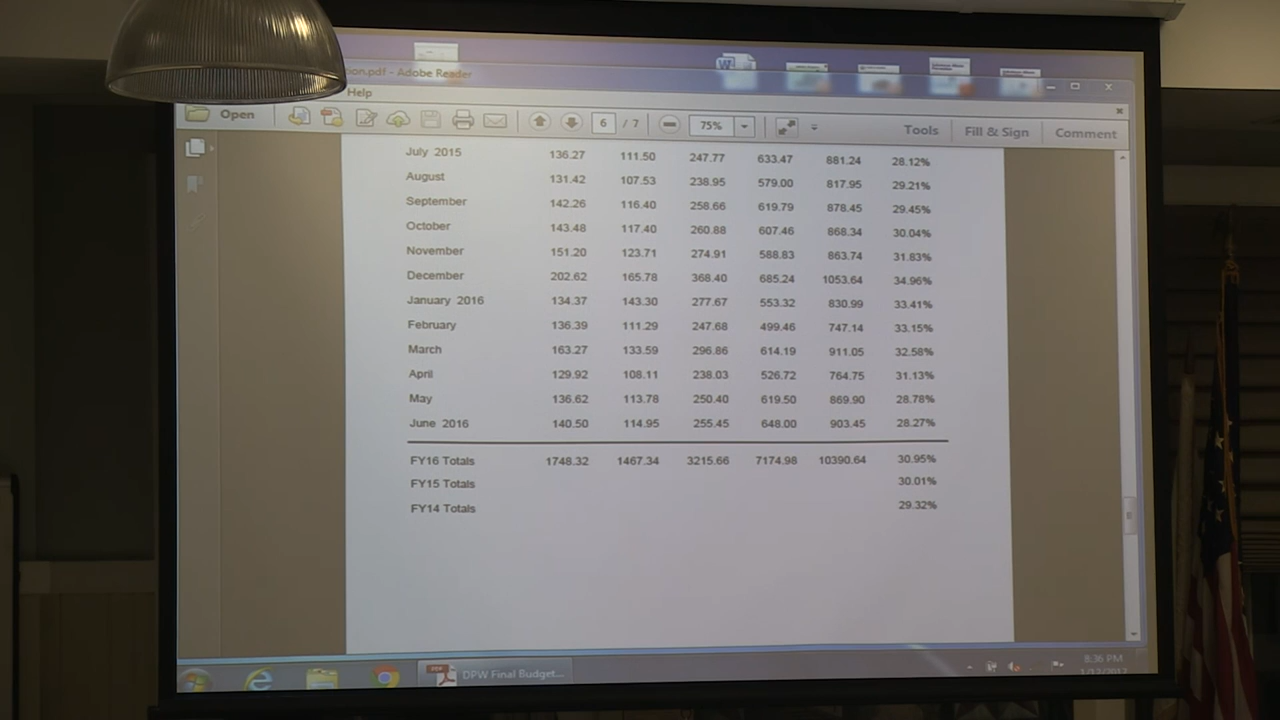 on.pdf - Adobe Reader
Help
Open 6 / 7 75% Tools Fill & Sign Comment
July 2015 136.27 111.50 247.77 633.47 881.24 28.12%
August 131.42 107.53 238.95 579.00 817.95 29.21%
September 142.26 116.40 258.66 619.79 878.45 29.45%
October 143.48 117.40 260.88 607.46 868.34 30.04%
November 151.20 123.71 274.91 588.83 863.74 31.83%
December 202.62 165.78 368.40 685.24 1053.64 34.96%
January 2016 134.37 143.30 277.67 553.32 830.99 33.41%
February 136.39 111.29 247.68 499.46 747.14 33.15%
March 163.27 133.59 296.86 614.19 911.05 32.58%
April 129.92 108.11 238.03 526.72 764.75 31.13%
May 136.62 113.78 250.40 619.50 869.90 28.78%
June 2016 140.50 114.95 255.45 648.00 903.45 28.27%
FY16 Totals 1748.32 1467.34 3215.66 7174.98 10390.64 30.95%
FY15 Totals 30.01%
FY14 Totals 29.32%
DPW Final Budget... 8:36 PM
1/12/2017